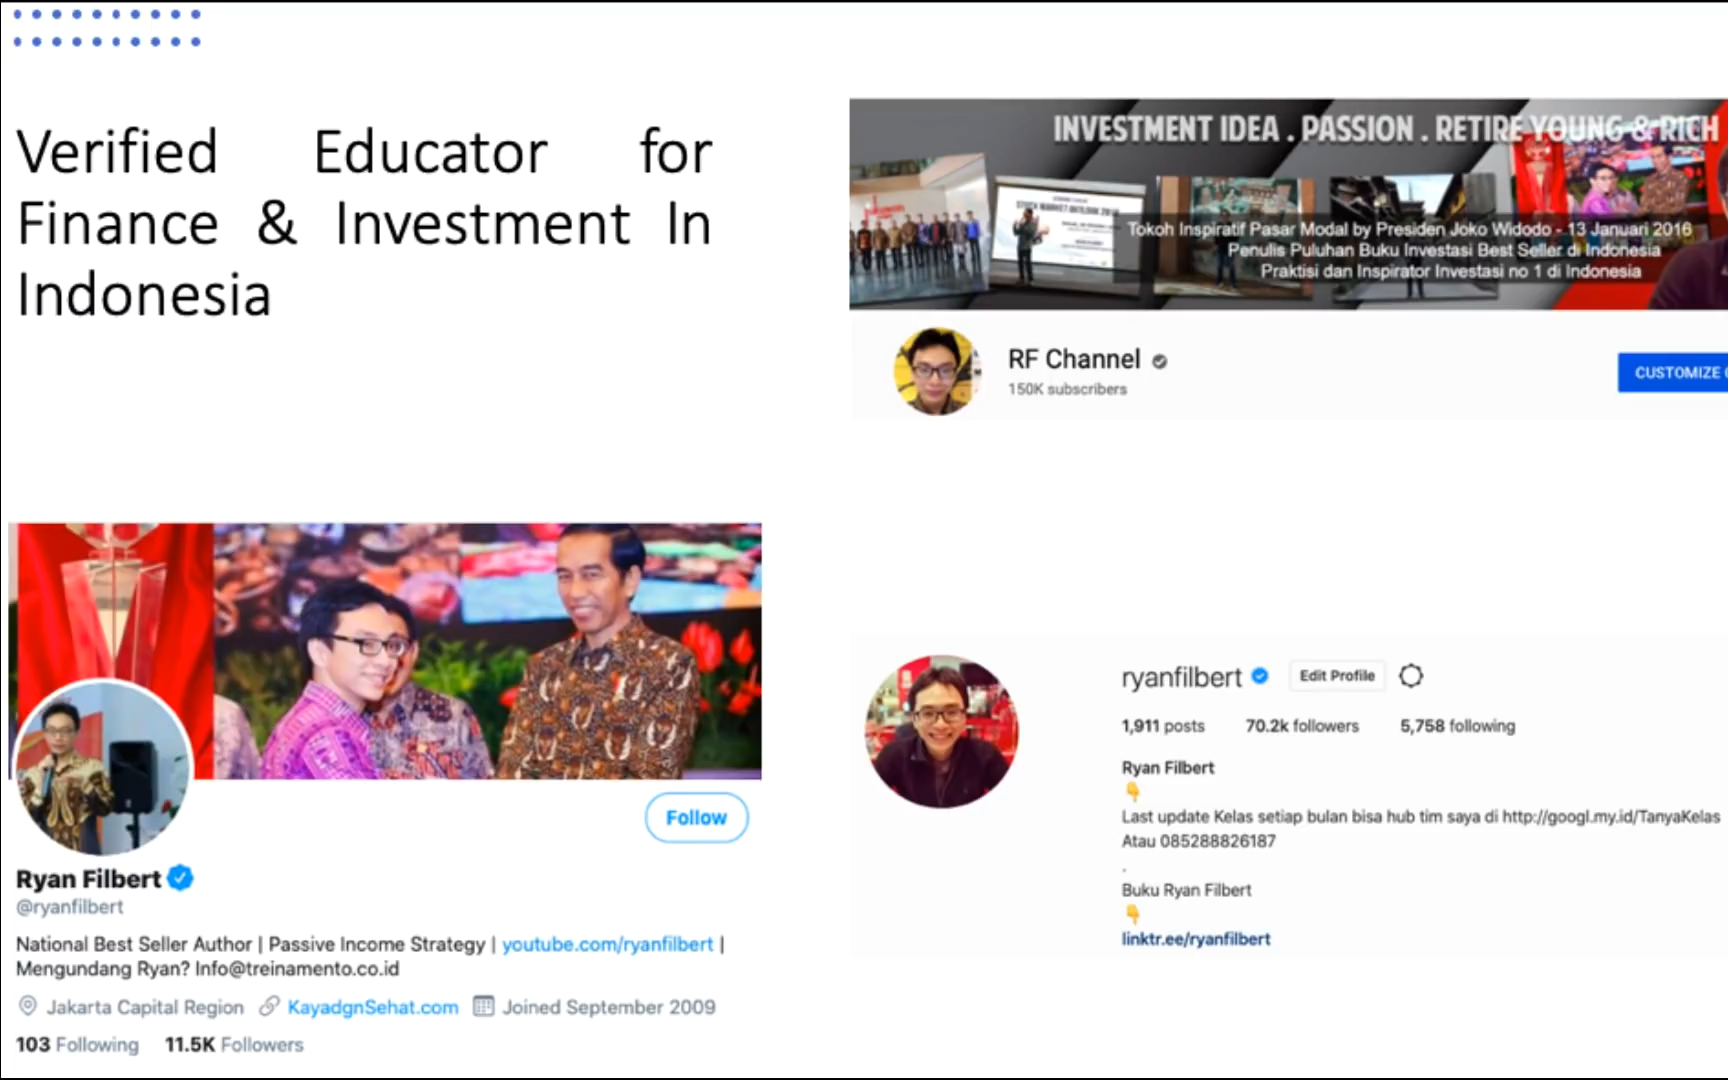 Verified Educator for
Finance & Investment In
Indonesia
INVESTMENT IDEA . PASSION . RETIRE YOUNG & RICH
STOCK MARKET OUTLOOK
Tokoh Inspiratif Pasar Modal by Presiden Joko Widodo - 13 Januari 2016
Penulis Puluhan Buku Investasi Best Seller di Indonesia
Praktisi dan Inspirator Investasi no 1 di Indonesia
RF Channel
150K subscribers
CUSTOMIZE
Follow
Ryan Filbert
@ryanfilbert
National Best Seller Author | Passive Income Strategy | youtube.com/ryanfilbert |
Mengundang Ryan? Info@treinamento.co.id
Jakarta Capital Region KayadgnSehat.com Joined September 2009
103 Following 11.5K Followers
ryanfilbert Edit Profile
1,911 posts 70.2k followers 5,758 following
Ryan Filbert
👇
Last update Kelas setiap bulan bisa hub tim saya di http://googl.my.id/TanyaKelas
Atau 085288826187
.
Buku Ryan Filbert
👇
linktr.ee/ryanfilbert